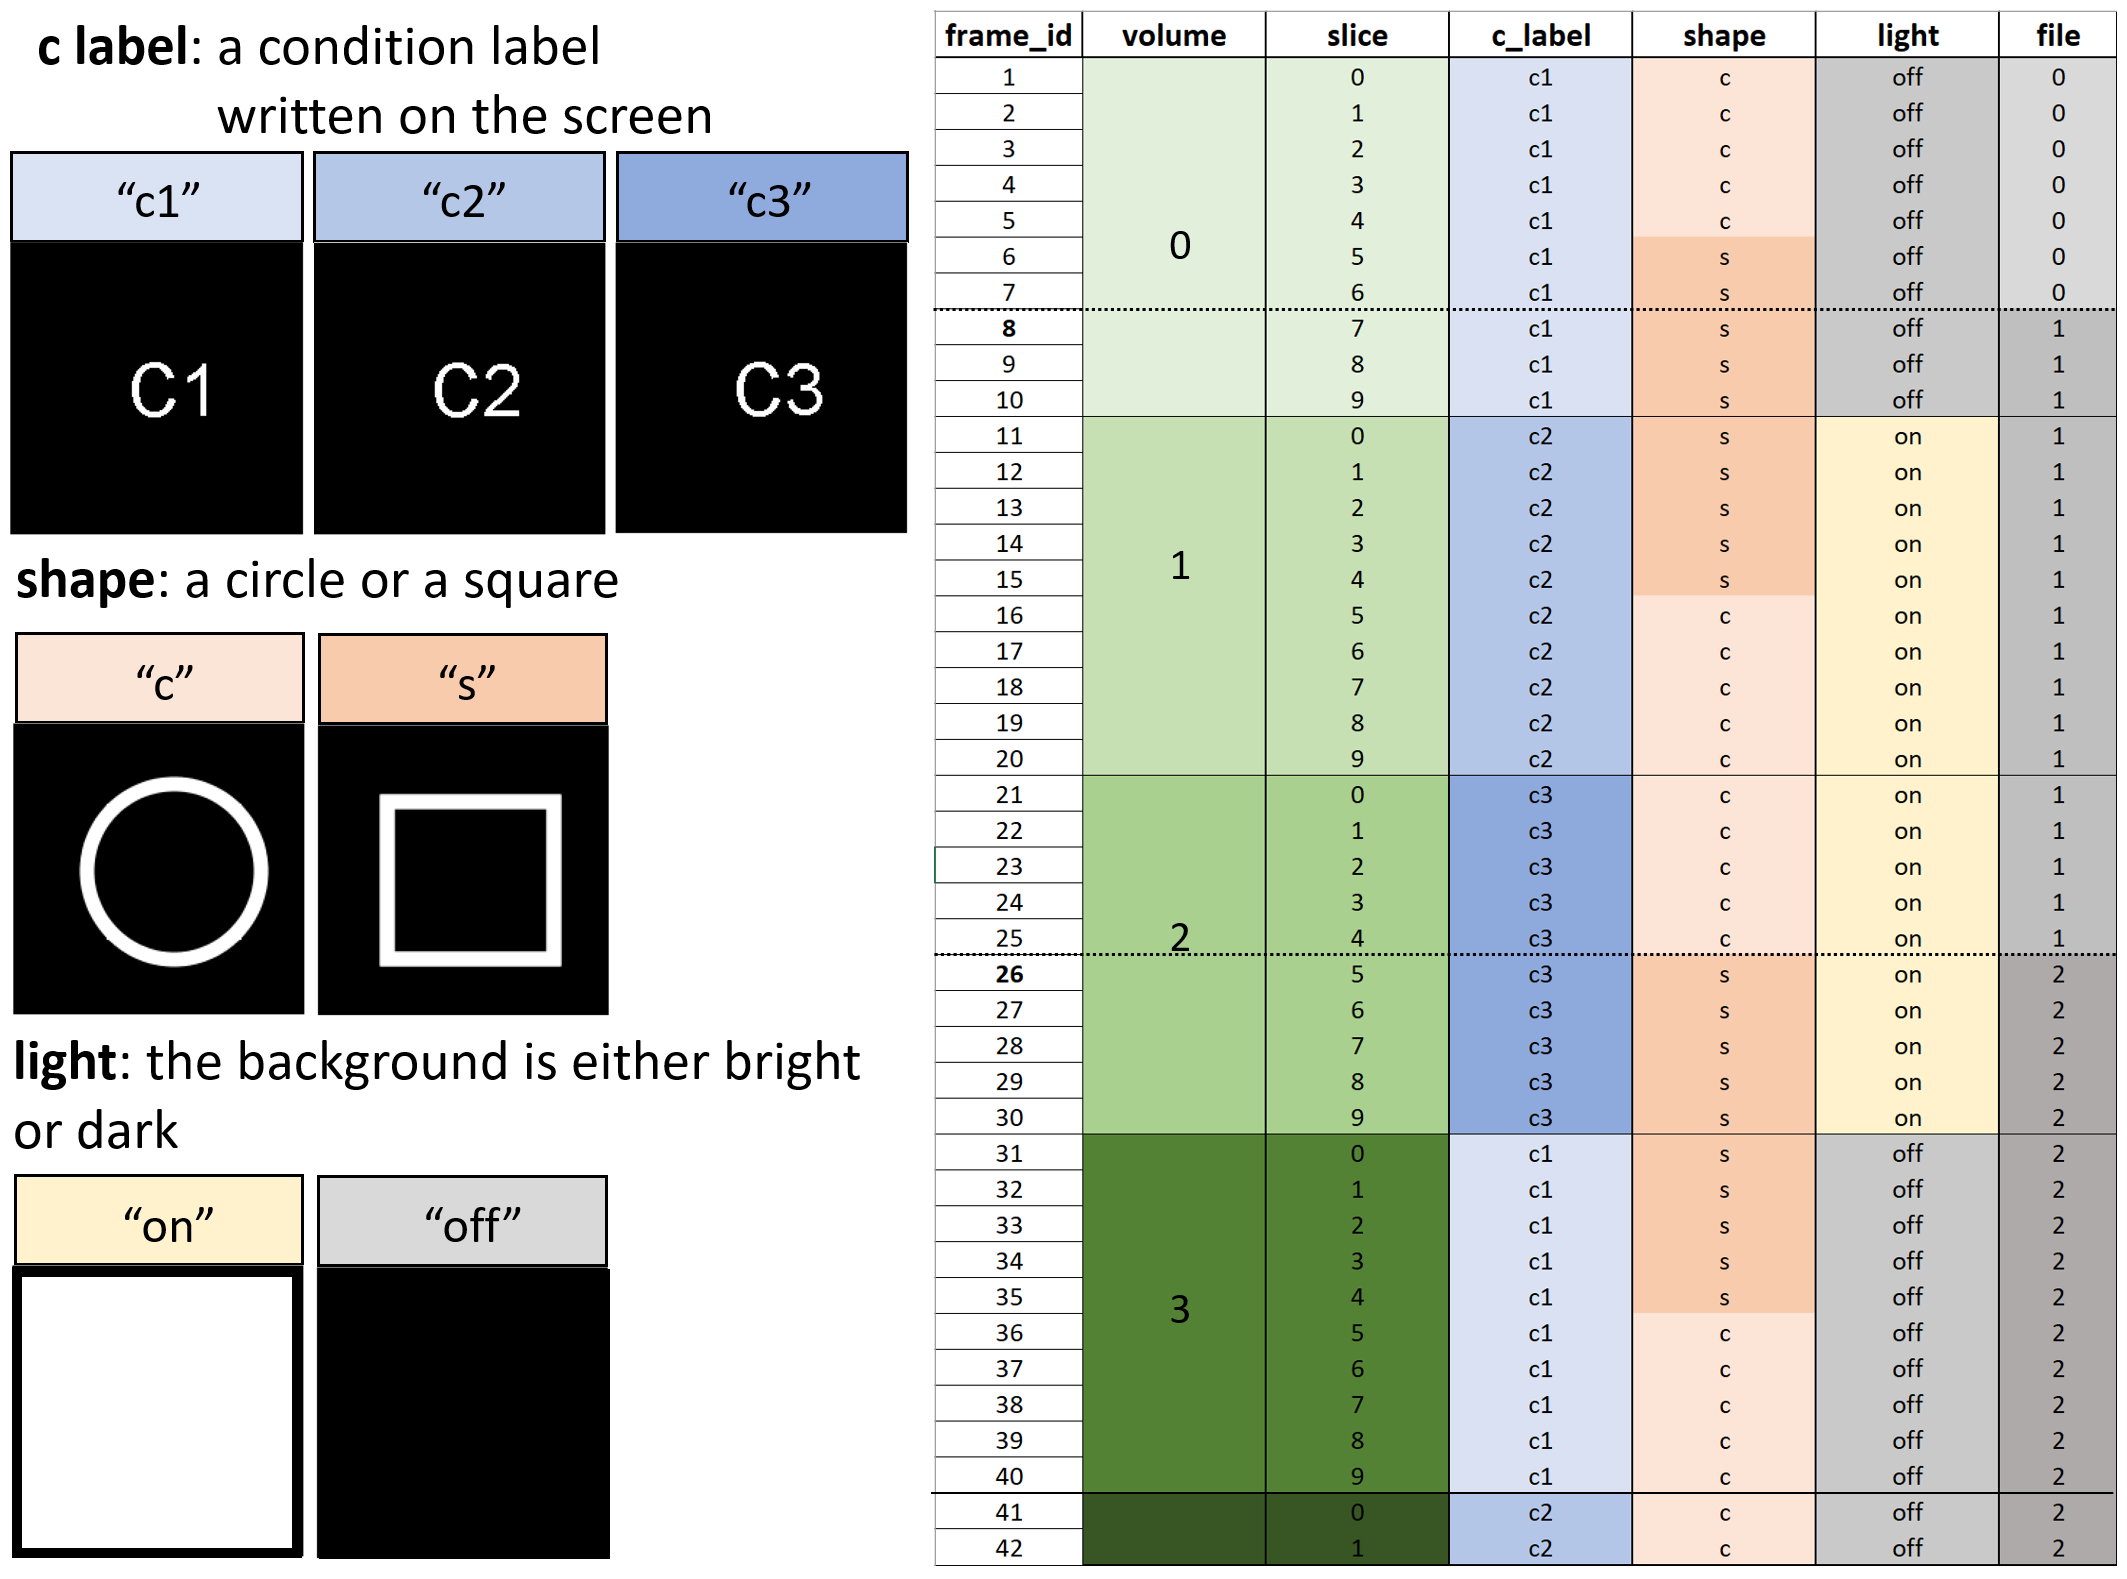 c label: a condition label
written on the screen
“c1” “c2” “c3”
C1 C2 C3
shape: a circle or a square
“c” “s”
light: the background is either bright
or dark
“on” “off”
frame_id volume slice c_label shape light file
1 0 c1 c off 0
2 1 c1 c off 0
3 2 c1 c off 0
4 3 c1 c off 0
5 4 c1 c off 0
0
6 5 c1 s off 0
7 6 c1 s off 0
8 7 c1 s off 1
9 8 c1 s off 1
10 9 c1 s off 1
11 0 c2 s on 1
12 1 c2 s on 1
13 2 c2 s on 1
14 3 c2 s on 1
1
15 4 c2 s on 1
16 5 c2 c on 1
17 6 c2 c on 1
18 7 c2 c on 1
19 8 c2 c on 1
20 9 c2 c on 1
21 0 c3 c on 1
22 1 c3 c on 1
23 2 c3 c on 1
24 3 c3 c on 1
25 2 4 c3 c on 1
26 5 c3 s on 2
27 6 c3 s on 2
28 7 c3 s on 2
29 8 c3 s on 2
30 9 c3 s on 2
31 0 c1 s off 2
32 1 c1 s off 2
33 2 c1 s off 2
34 3 c1 s off 2
35 3 4 c1 s off 2
36 5 c1 c off 2
37 6 c1 c off 2
38 7 c1 c off 2
39 8 c1 c off 2
40 9 c1 c off 2
41 0 c2 c off 2
42 1 c2 c off 2